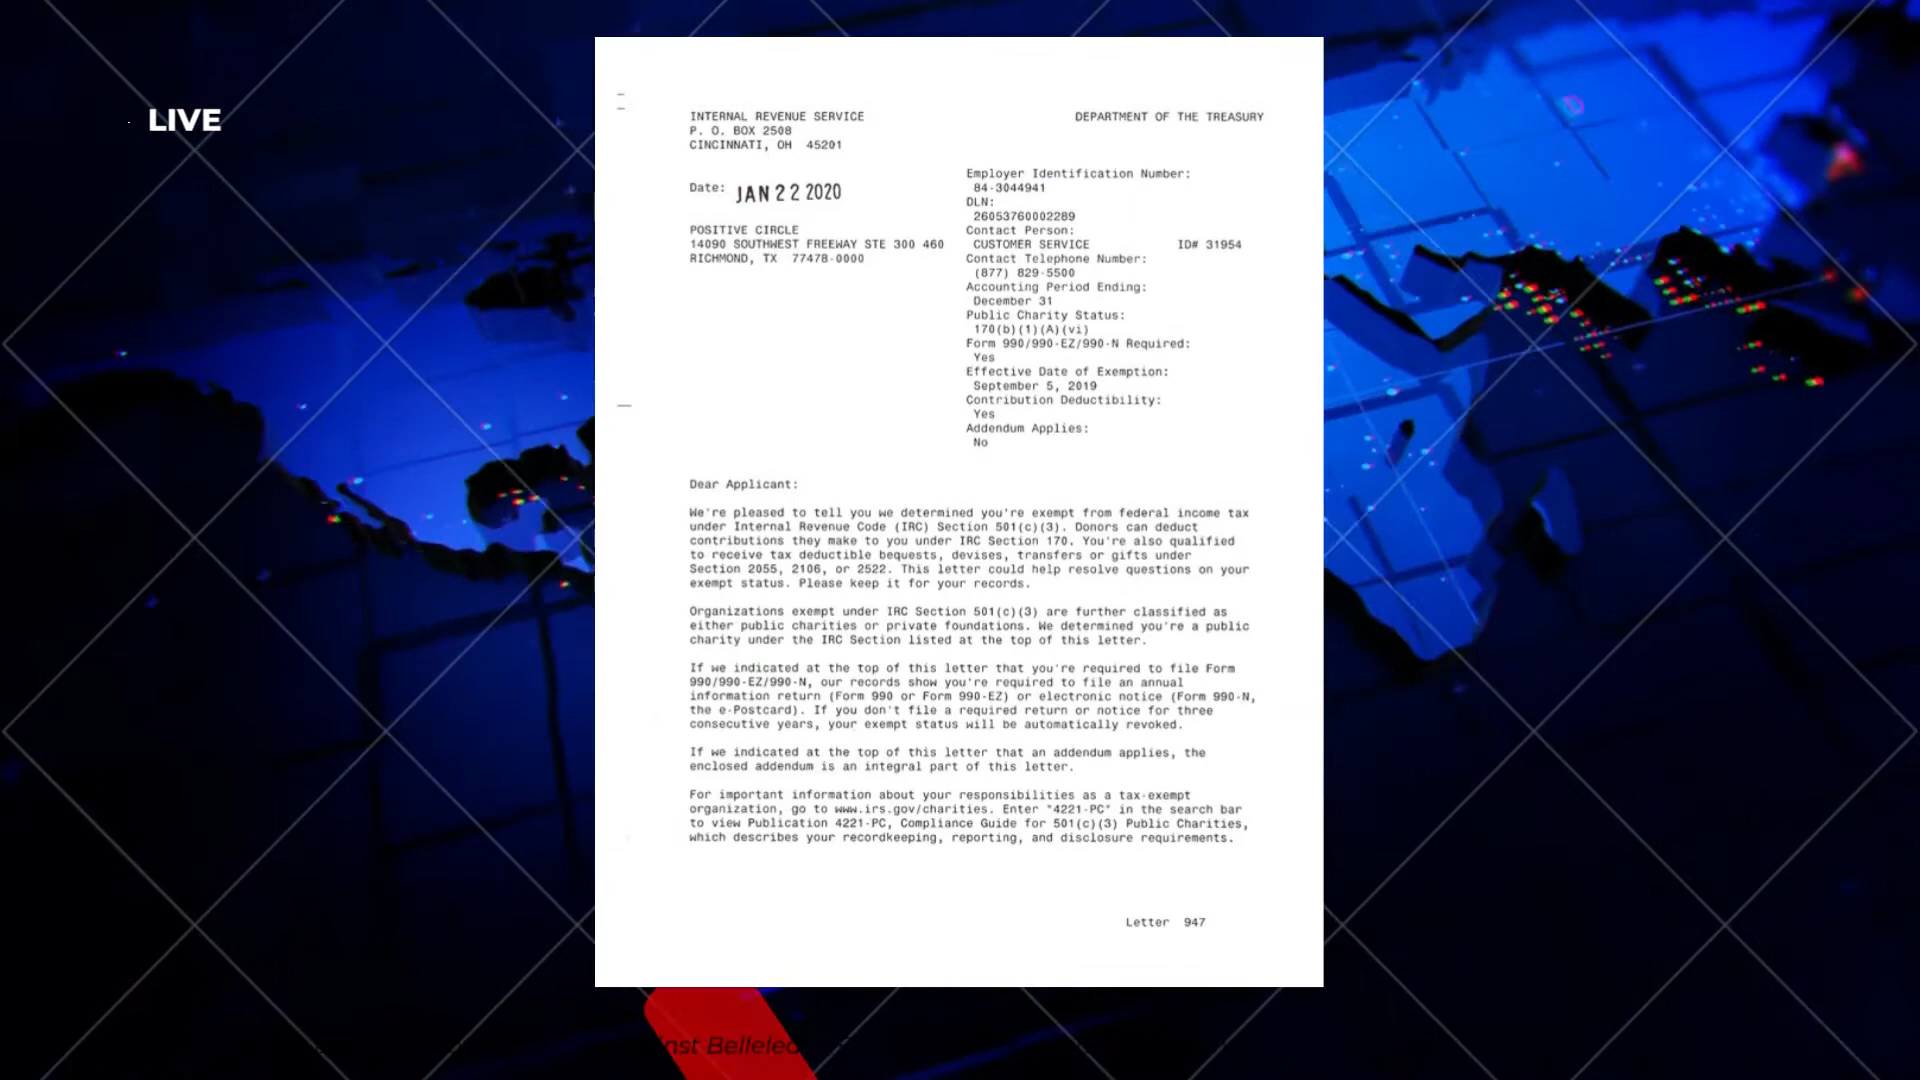 LIVE
INTERNAL REVENUE SERVICE
P. O. BOX 2508
CINCINNATI, OH 45201
DEPARTMENT OF THE TREASURY
Date: JAN 22 2020
POSITIVE CIRCLE
14090 SOUTHWEST FREEWAY STE 300 460
RICHMOND, TX 77478-0000
Employer Identification Number:
84-3044941
DLN:
26053760002289
Contact Person:
CUSTOMER SERVICE ID# 31954
Contact Telephone Number:
(877) 829-5500
Accounting Period Ending:
December 31
Public Charity Status:
170(b)(1)(A)(vi)
Form 990/990-EZ/990-N Required:
Yes
Effective Date of Exemption:
September 5, 2019
Contribution Deductibility:
Yes
Addendum Applies:
No
Dear Applicant:
We're pleased to tell you we determined you're exempt from federal income tax
under Internal Revenue Code (IRC) Section 501(c)(3). Donors can deduct
contributions they make to you under IRC Section 170. You're also qualified
to receive tax deductible bequests, devises, transfers or gifts under
Section 2055, 2106, or 2522. This letter could help resolve questions on your
exempt status. Please keep it for your records.
Organizations exempt under IRC Section 501(c)(3) are further classified as
either public charities or private foundations. We determined you're a public
charity under the IRC Section listed at the top of this letter.
If we indicated at the top of this letter that you're required to file Form
990/990-EZ/990-N, our records show you're required to file an annual
information return (Form 990 or Form 990-EZ) or electronic notice (Form 990-N,
the e-Postcard). If you don't file a required return or notice for three
consecutive years, your exempt status will be automatically revoked.
If we indicated at the top of this letter that an addendum applies, the
enclosed addendum is an integral part of this letter.
For important information about your responsibilities as a tax-exempt
organization, go to www.irs.gov/charities. Enter "4221-PC" in the search bar
to view Publication 4221-PC, Compliance Guide for 501(c)(3) Public Charities,
which describes your recordkeeping, reporting, and disclosure requirements.
Letter 947